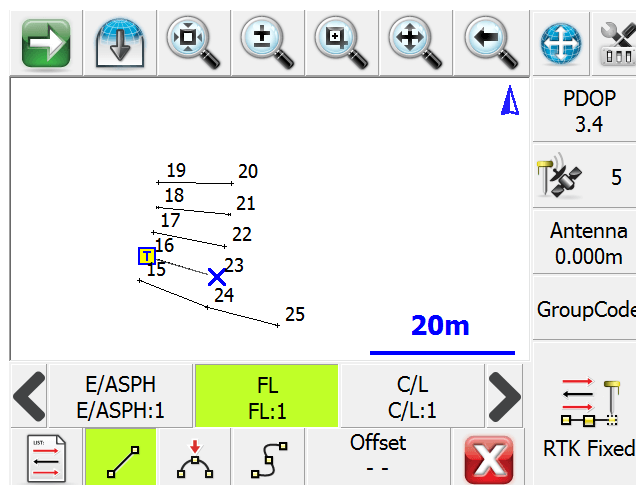 PDOP
3.4
5
Antenna
0.000m
GroupCode
RTK Fixed
19
20
18
21
17
22
16
T
15
23
24
25
20m
E/ASPH
E/ASPH:1
FL
FL:1
C/L
C/L:1
LIST:
Offset
- -